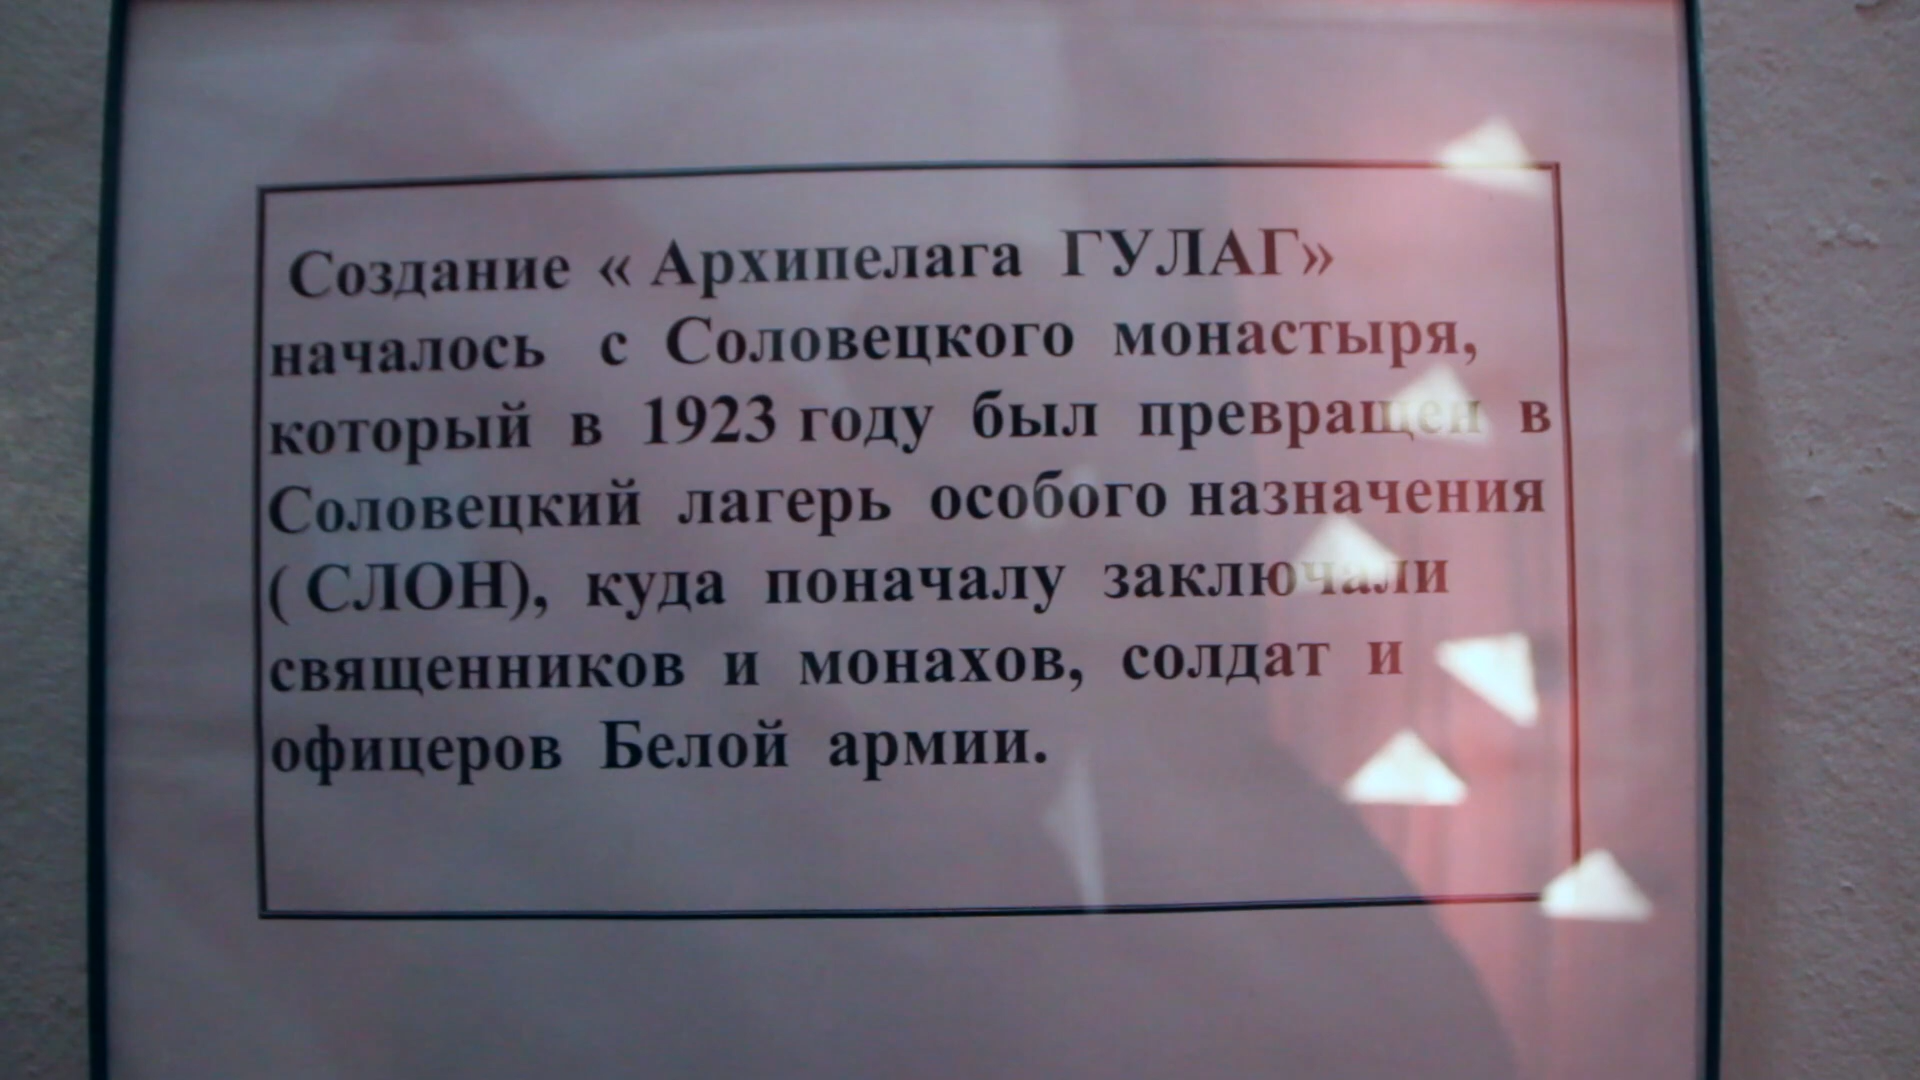 Создание « Архипелага ГУЛАГ»
началось с Соловецкого монастыря,
который в 1923 году был превращен в
Соловецкий лагерь особого назначения
( СЛОН), куда поначалу заключали
священников и монахов, солдат и
офицеров Белой армии.